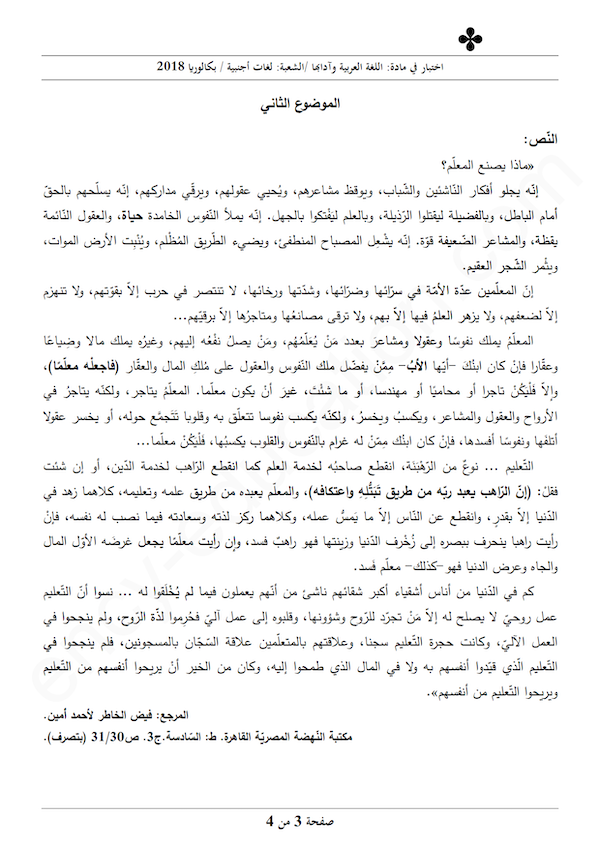 اختبار في مادة: اللغة العربية وآدابها /الشعبة: لغات أجنبية / بكالوريا 2018
الموضوع الثاني
النّص:
«ماذا يصنع المعلّم؟
إنّه يجلو أفكار النّاشئين والشّباب، ويوقظ مشاعرهم، ويُحيي عقولهم، ويرقّي مداركهم، إنّه يسلّحهم بالحقّ
أمام الباطل، وبالفضيلة ليقتلوا الرّذيلة، وبالعلم ليَفْتكوا بالجهل. إنّه يملأ النّفوس الخامدة حياة، والعقول النّائمة
يقظة، والمشاعر الضّعيفة قوّة. إنّه يشْعِل المصباح المنطفئ، ويضيء الطّريق المُظْلم، ويُنْبِت الأرض الموات،
ويثْمر الشّجر العقيم.
إنّ المعلّمين عدّة الأمّة في سرّائها وضرّائها، وشدّتها ورخائها، لا تنتصر في حرب إلاّ بقوّتهم، ولا تنهزم
إلاّ لضعفهم، ولا يزهر العلمُ فيها إلاّ بهم، ولا ترقى مصانعُها ومتاجرُها إلاّ برقيّهم...
المعلّمُ يملك نفوسًا وعقولا ومشاعرَ بعدد مَنْ يُعَلّمُهُم، ومَنْ يصلُ نفْعُه إليهم، وغيرُه يملك مالا وضِياعًا
وعقّارا فإنْ كان ابنُكَ –أيّها الأبُ– مِمَّنْ يفضّل ملك النّفوس والعقول على مُلكِ المال والعقّار (فاجعلْه معلّمًا)،
وإلاّ فَلْيَكُنْ تاجرا أو محاميّا أو مهندسا، أو ما شئْتَ، غيرَ أنْ يكون معلّما. المعلّمُ يتاجر، ولكنّه يتاجرُ في
الأرواح والعقول والمشاعر، ويكسبُ ويخسرُ، ولكنّه يكسب نفوسا تتعلّق به وقلوبا تتَجمَّع حوله، أو يخسر عقولا
أتلفها ونفوسًا أفسدها، فإنْ كان ابنُك مِمّنْ له غرام بالنّفوس والقلوب يكسبُها، فَلْيَكُنْ معلّما...
التّعليم ... نوعٌ من الرّهْبَنَة، انقطع صاحبُه لخدمة العلم كما انقطع الرّاهب لخدمة الدّين، أو إن شئت
فقلْ: (إنّ الرّاهب يعبد ربّه من طريق تَبَتُّلِهِ واعتكافه)، والمعلّم يعبده من طريق علمه وتعليمه، كلاهما زهد في
الدّنيا إلاّ بقدرٍ، وانقطع عن النّاس إلاّ ما يَمسُّ عمله، وكلاهما ركز لذته وسعادته فيما نصب له نفسه، فإنْ
رأيت راهبا ينحرف ببصره إلى زُخْرف الدّنيا وزينتها فهو راهبٌ فسد، وإن رأيت معلّمًا يجعل غرضَه الأوّل المال
والجاه وعرض الدنيا فهو–كذلك– معلّم فَسد.
كم في الدّنيا من أناس أشقياء أكبر شقائهم ناشئ من أنّهم يعملون فيما لم يُخْلَقوا له ... نسوا أنّ التّعليم
عمل روحيّ لا يصلح له إلاّ مَنْ تجرّد للرّوح وشؤونها، وقلبوه إلى عمل آليّ فحُرِموا لذّة الرّوح، ولم ينجحوا في
العمل الآليّ، وكانت حجرة التّعليم سجنا، وعلاقتهم بالمتعلّمين علاقة السّجّان بالمسجونين، فلم ينجحوا في
التّعليم الّذي قيّدوا أنفسهم به ولا في المال الذي طمحوا إليه، وكان من الخير أنْ يريحوا أنفسهم من التّعليم
ويريحوا التّعليم من أنفسهم».
المرجع: فيض الخاطر لأحمد أمين.
مكتبة النّهضة المصريّة القاهرة. ط: السّادسة.ج3. ص31/30 (بتصرف).
صفحة 3 من 4